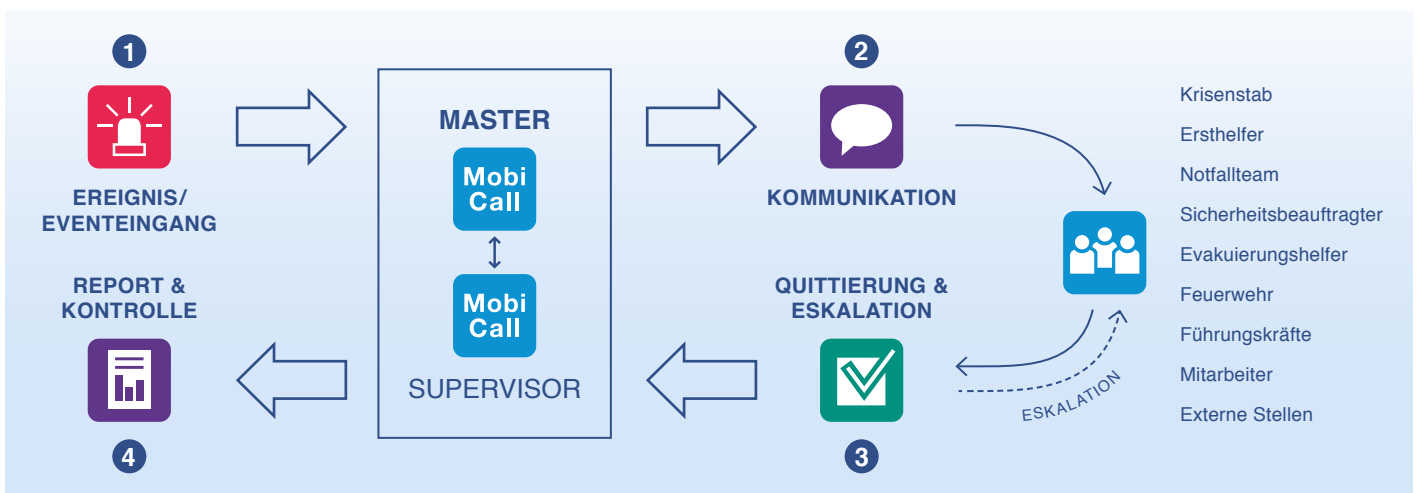 1
EREIGNIS/
EVENTEINGANG
MASTER
Mobi
Call
Mobi
Call
SUPERVISOR
2
KOMMUNIKATION
Krisenstab
Ersthelfer
Notfallteam
Sicherheitsbeauftragter
Evakuierungshelfer
Feuerwehr
Führungskräfte
Mitarbeiter
Externe Stellen
QUITTIERUNG &
ESKALATION
ESKALATION
3
REPORT &
KONTROLLE
4